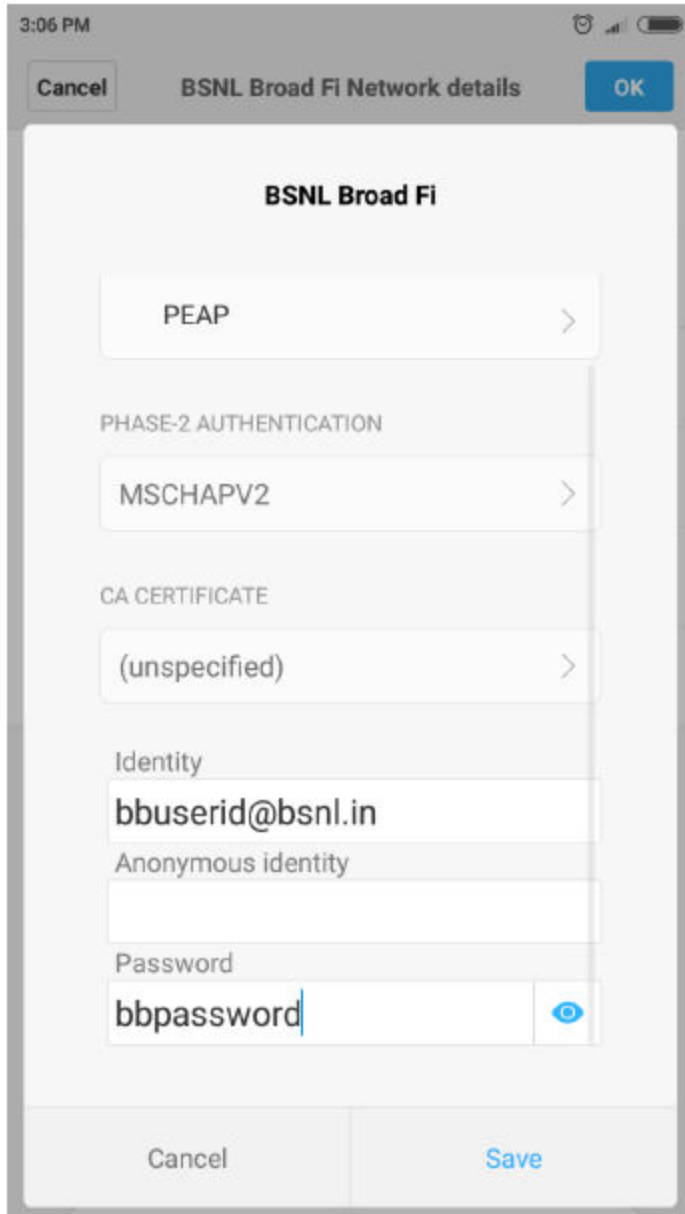 3:06 PM
Cancel
BSNL Broad Fi Network details
OK
BSNL Broad Fi
PEAP
PHASE-2 AUTHENTICATION
MSCHAPV2
CA CERTIFICATE
(unspecified)
Identity
bbuserid@bsnl.in
Anonymous identity
Password
bbpassword
Cancel
Save